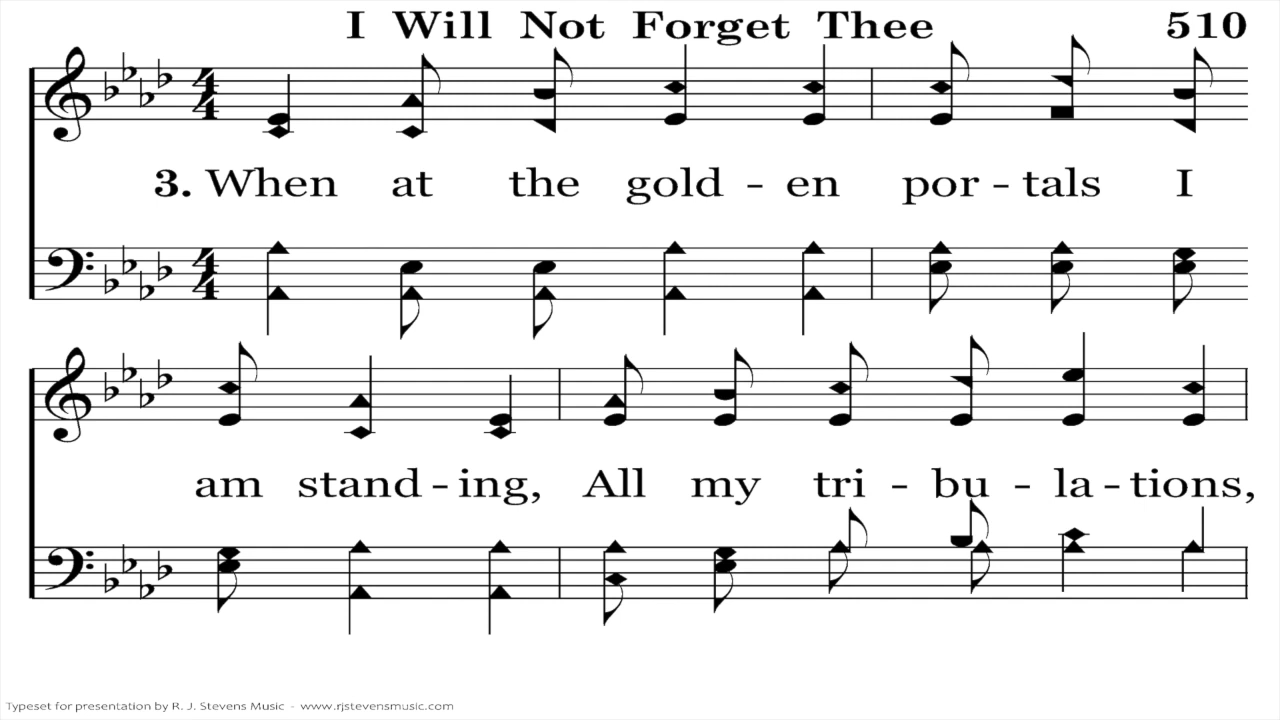 I Will Not Forget Thee 510
3. When at the gold - en por - tals I
am stand - ing, All my tri - bu - la - tions,
Typeset for presentation by R. J. Stevens Music - www.rjstevensmusic.com